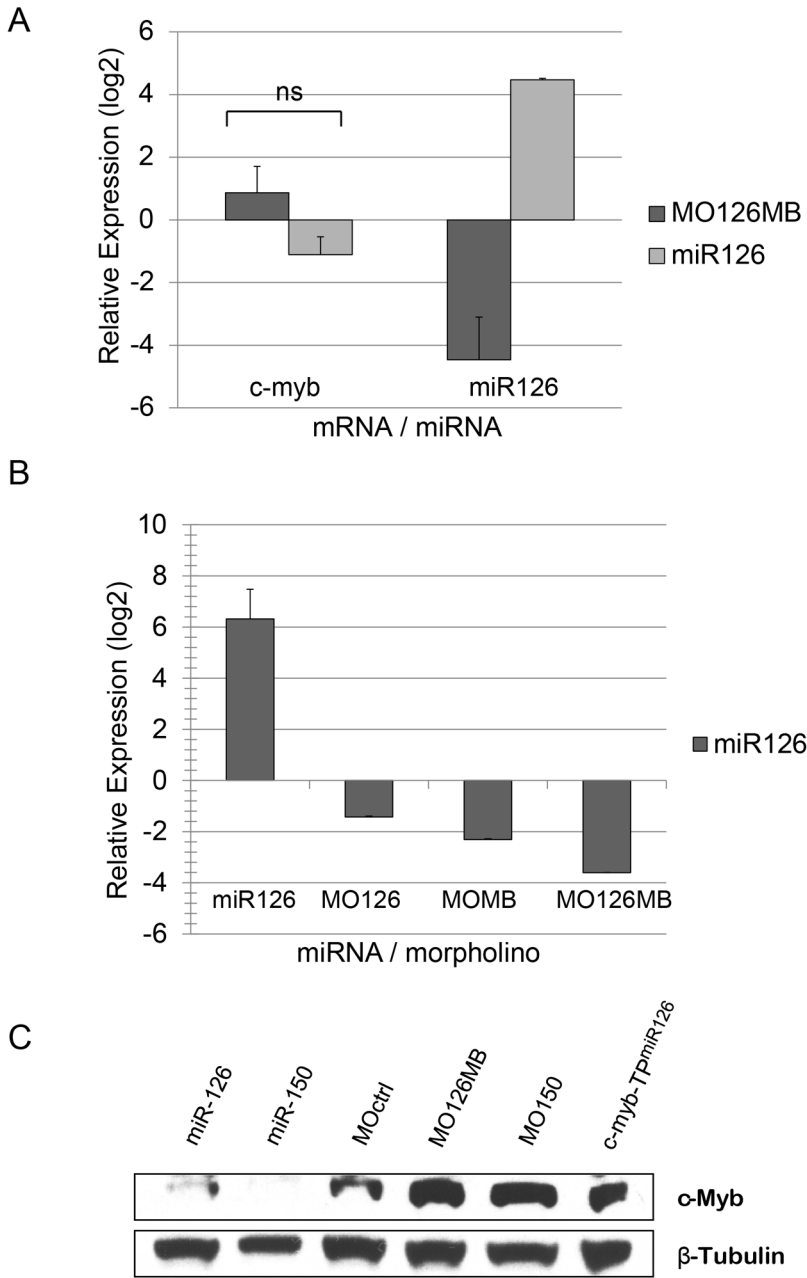 A
Relative Expression (log2)
6
4
2
0
-2
-4
-6
ns
c-myb
miR126
mRNA / miRNA
MO126MB
miR126
B
Relative Expression (log2)
10
8
6
4
2
0
-2
-4
-6
miR126
MO126
MOMB
MO126MB
miRNA / morpholino
miR126
C
miR-126
miR-150
MOctrl
MO126MB
MO150
c-myb-TPmiR126
c-Myb
β-Tubulin